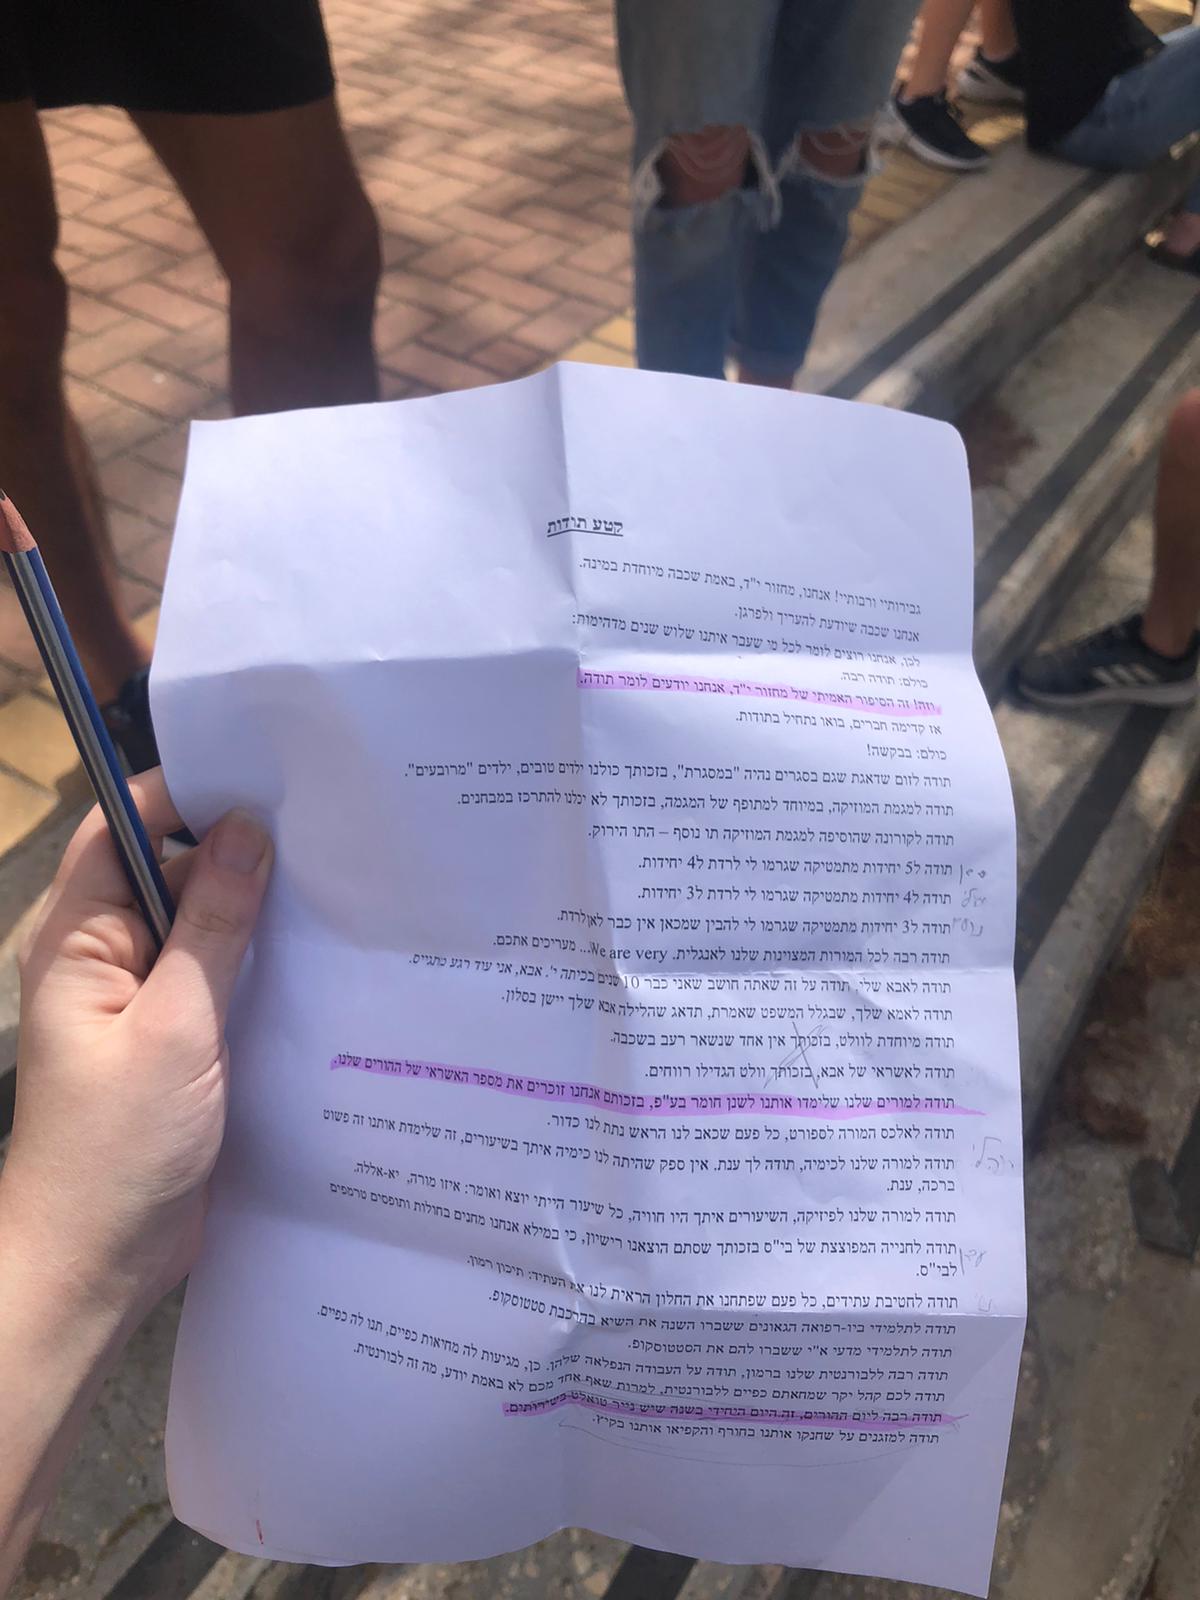 קטע תודות
גבירותיי ורבותיי! אנחנו, מחזור י"ד, באמת שכבה מיוחדת במינה.
אנחנו שכבה שיודעת להעריך ולפרגן.
לכן, אנחנו רוצים לומר לכל מי שעבר איתנו שלוש שנים מדהימות:
כולם: תודה רבה.
וזה! זה הסיפור האמיתי של מחזור י"ד, אנחנו יודעים לומר תודה.
אז קדימה חברים, בואו נתחיל בתודות.
כולם: בבקשה!
תודה לזום שדאגת שגם בסגרים נהיה "במסגרת", בזכותך כולנו ילדים טובים, ילדים "מרובעים".
תודה למגמת המוזיקה, במיוחד למתופף של המגמה, בזכותך לא יכלנו להתרכז במבחנים.
תודה לקורונה שהוסיפה למגמת המוזיקה תו נוסף – התו הירוק.
תודה ל5 יחידות מתמטיקה שגרמו לי לרדת ל4 יחידות.
תודה ל4 יחידות מתמטיקה שגרמו לי לרדת ל3 יחידות.
תודה ל3 יחידות מתמטיקה שגרמו לי להבין שמכאן אין כבר לאן לרדת.
תודה רבה לכל המורות המצוינות שלנו לאנגלית. We are very... מעריכים אתכם.
תודה לאבא שלי, תודה על זה שאתה חושב שאני כבר 10 שנים בכיתה י'. אבא, אני עוד רגע מתגייס.
תודה לאמא שלך, שבגלל המשפט שאמרת, תדאג שהלילה אבא שלך יישן בסלון.
תודה מיוחדת לוולט, בזכותך אין אחד שנשאר רעב בשכבה.
תודה לאשראי של אבא, בזכותך וולט הגדילו רווחים.
תודה למורים שלנו שלימדו אותנו לשנן חומר בע"פ, בזכותם אנחנו זוכרים את מספר האשראי של ההורים שלנו.
תודה לאלכס המורה לספורט, כל פעם שכאב לנו הראש נתת לנו כדור.
תודה למורה שלנו לכימיה, תודה לך ענת. אין ספק שהיתה לנו כימיה איתך בשיעורים, זה שלימדת אותנו זה פשוט
ברכה, ענת.
תודה למורה שלנו לפיזיקה, השיעורים איתך היו חוויה, כל שיעור הייתי יוצא ואומר: איזו מורה, יא-אללה.
תודה לחנייה המפוצצת של בי"ס בזכותך שסתם הוצאנו רישיון, כי במילא אנחנו מחנים בחולות ותופסים טרמפים
לבי"ס.
תודה לחטיבת עתידים, כל פעם שפתחנו את החלון הראית לנו את העתיד: תיכון רמון.
תודה לתלמידי ביו-רפואה הגאונים ששברו השנה את השיא בהרכבת סטטוסקופ.
תודה לתלמידי מדעי א"י ששברו להם את הסטטוסקופ.
תודה רבה ללבורנטית שלנו ברמון, תודה על העבודה הנפלאה שלהן. כן, מגיעות לה מחיאות כפיים, תנו לה כפיים.
תודה לכם קהל יקר שמחאתם כפיים ללבורנטית, למרות שאף אחד מכם לא באמת יודע, מה זה לבורנטית.
תודה רבה ליום ההורים, זה היום היחידי בשנה שיש נייר טואלט בשירותים.
תודה למזגנים על שחנקו אותנו בחורף והקפיאו אותנו בקיץ.